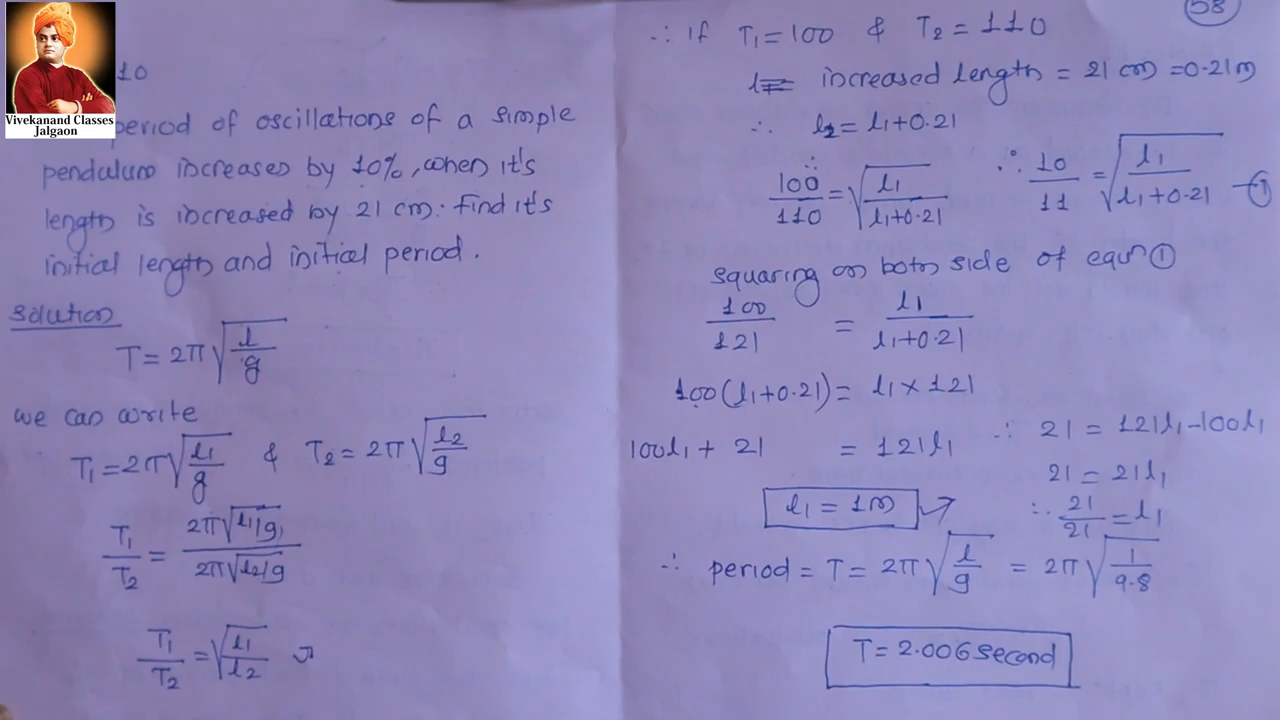 Vivekanand Classes
Jalgaon
10
period of oscillations of a simple
pendulum increases by 10%, when it's
length is increased by 21 cm. Find it's
initial length and initial period.
Solution
T = 2π√(l/g)
we can write
T₁ = 2π√(l₁/g) & T₂ = 2π√(l₂/g)
T₁/T₂ = 2π√(l₁/g) / 2π√(l₂/g)
T₁/T₂ = √(l₁/l₂)
58
∴ If T₁ = 100 & T₂ = 110
increased length = 21 cm = 0.21m
∴ l₂ = l₁ + 0.21
100/110 = √(l₁/(l₁+0.21)) ∴ 10/11 = √(l₁/(l₁+0.21)) —①
squaring on both side of equn ①
100/121 = l₁/(l₁+0.21)
100(l₁+0.21) = l₁ × 121
100l₁ + 21 = 121l₁ ∴ 21 = 121l₁ - 100l₁
21 = 21l₁
l₁ = 1m ∴ 21/21 = l₁
∴ period = T = 2π√(l/g) = 2π√(1/9.8)
T = 2.006 second